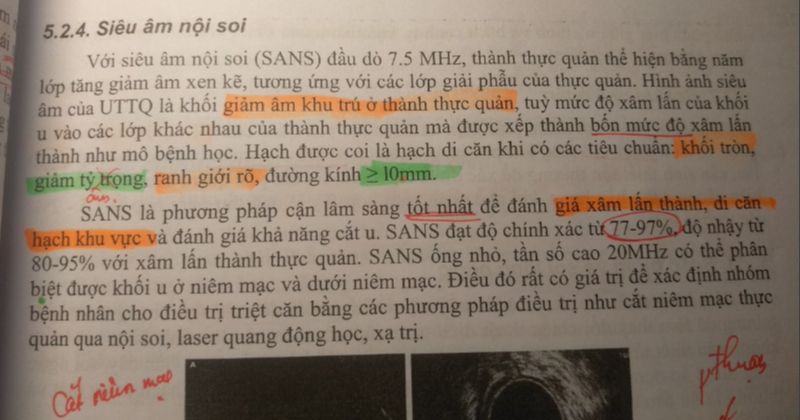 5.2.4. Siêu âm nội soi
Với siêu âm nội soi (SANS) đầu dò 7.5 MHz, thành thực quản thể hiện bằng năm
lớp tăng giảm âm xen kẽ, tương ứng với các lớp giải phẫu của thực quản. Hình ảnh siêu
âm của UTTQ là khối giảm âm khu trú ở thành thực quản, tuỳ mức độ xâm lấn của khối
u vào các lớp khác nhau của thành thực quản mà được xếp thành bốn mức độ xâm lấn
thành như mô bệnh học. Hạch được coi là hạch di căn khi có các tiêu chuẩn: khối tròn,
giảm tỷ trọng, ranh giới rõ, đường kính ≥ 10mm.
âm
SANS là phương pháp cận lâm sàng tốt nhất để đánh giá xâm lấn thành, di căn
hạch khu vực và đánh giá khả năng cắt u. SANS đạt độ chính xác từ 77-97%, độ nhậy từ
80-95% với xâm lấn thành thực quản. SANS ống nhỏ, tần số cao 20MHz có thể phân
biệt được khối u ở niêm mạc và dưới niêm mạc. Điều đó rất có giá trị để xác định nhóm
bệnh nhân cho điều trị triệt căn bằng các phương pháp điều trị như cắt niêm mạc thực
quản qua nội soi, laser quang động học, xạ trị.
Cắt niêm mạc
A